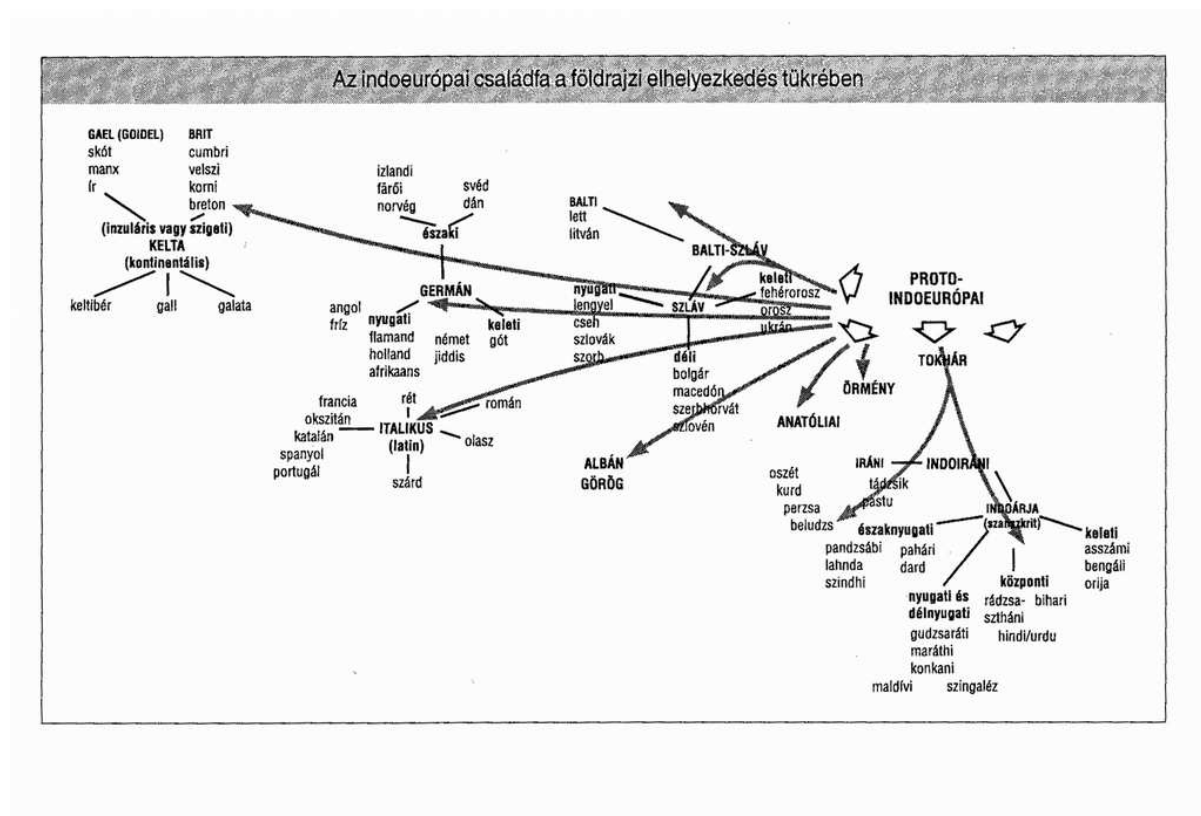 Az indoeurópai családfa a földrajzi elhelyezkedés tükrében
GAEL (GOIDEL)
skót
manx
ír
BRIT
cumbri
velszi
korni
breton
(inzuláris vagy szigeti)
KELTA
(kontinentális)
keltibér
gall
galata
izlandi
färői
norvég
svéd
dán
északi
GERMÁN
angol
fríz
nyugati
flamand
holland
afrikaans
német
jiddis
keleti
gót
BALTI
lett
litván
BALTI-SZLÁV
nyugati
lengyel
cseh
szlovák
szorb
SZLÁV
keleti
fehérorosz
orosz
ukrán
déli
bolgár
macedón
szerbhorvát
szlovén
PROTO-
INDOEURÓPAI
TOKHÁR
ÖRMÉNY
ANATÓLIAI
ALBÁN
GÖRÖG
francia
okszitán
katalán
spanyol
portugál
rét
román
ITALIKUS
(latin)
olasz
szárd
IRÁNI
INDOIRÁNI
oszét
kurd
perzsa
beludzs
tádzsik
pastu
INDOÁRJA
(szanszkrit)
északnyugati
pandzsábi
lahnda
szindhi
pahári
dard
nyugati és
délnyugati
gudzsaráti
maráthi
konkani
maldívi
szingaléz
központi
rádzsa-
sztháni
bihari
hindi/urdu
keleti
asszámi
bengáli
orija